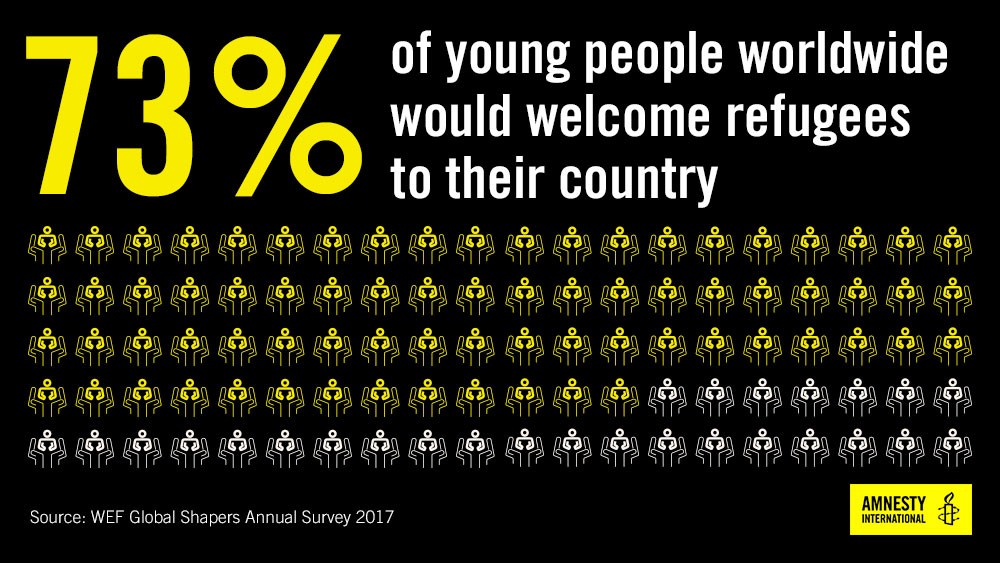 73%
of young people worldwide
would welcome refugees
to their country
Source: WEF Global Shapers Annual Survey 2017
AMNESTY
INTERNATIONAL